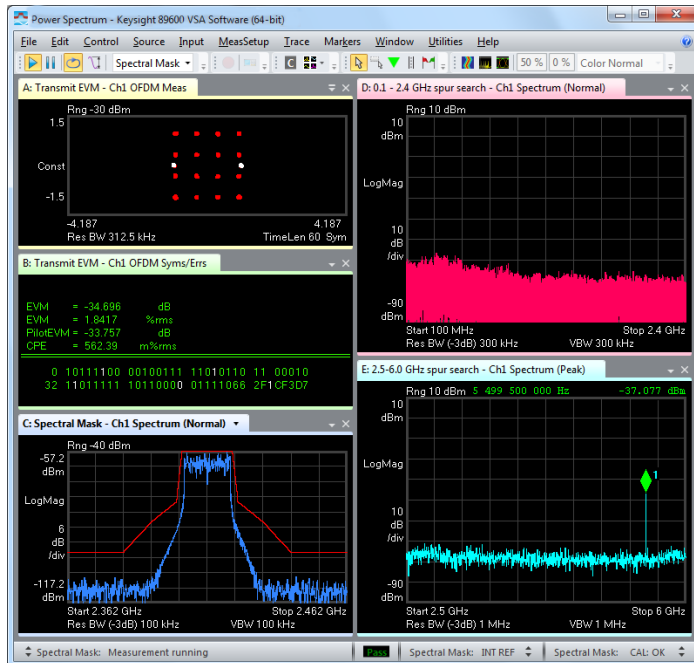 Power Spectrum - Keysight 89600 VSA Software (64-bit)
File Edit Control Source Input MeasSetup Trace Markers Window Utilities Help
Spectral Mask 50 % 0 % Color Normal
A: Transmit EVM - Ch1 OFDM Meas
Rng -30 dBm
1.5
Const
-1.5
-4.187 4.187
Res BW 312.5 kHz TimeLen 60 Sym
B: Transmit EVM - Ch1 OFDM Syms/Errs
EVM = -34.696 dB
EVM = 1.8417 %rms
PilotEVM = -33.757 dB
CPE = 562.39 m%rms
0 10111100 00100111 11010110 11 00010
32 11011111 10110000 01111066 2F1CF3D7
C: Spectral Mask - Ch1 Spectrum (Normal)
Rng -40 dBm
-57.2
dBm
LogMag
6
dB
/div
-117.2
dBm
Start 2.362 GHz Stop 2.462 GHz
Res BW (-3dB) 100 kHz VBW 100 kHz
D: 0.1 - 2.4 GHz spur search - Ch1 Spectrum (Normal)
Rng 10 dBm
10
dBm
LogMag
10
dB
/div
-90
dBm
Start 100 MHz Stop 2.4 GHz
Res BW (-3dB) 300 kHz VBW 300 kHz
E: 2.5-6.0 GHz spur search - Ch1 Spectrum (Peak)
Rng 10 dBm 5 499 500 000 Hz -37.077 dBm
10
dBm
1
LogMag
10
dB
/div
-90
dBm
Start 2.5 GHz Stop 6 GHz
Res BW (-3dB) 1 MHz VBW 1 MHz
Spectral Mask: Measurement running Pass Spectral Mask: INT REF Spectral Mask: CAL: OK